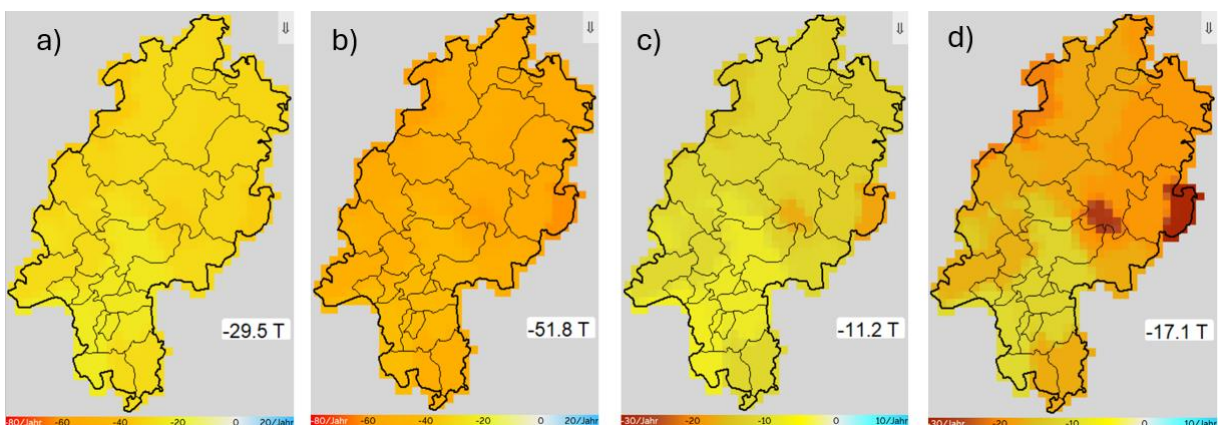 a)
⇓
-29.5 T
-80/Jahr -60 -40 -20 0 20/Jahr
b)
⇓
-51.8 T
-80/Jahr -60 -40 -20 0 20/Jahr
c)
⇓
-11.2 T
-30/Jahr -20 -10 0 10/Jahr
d)
⇓
-17.1 T
-30/Jahr -20 -10 0 10/Jahr